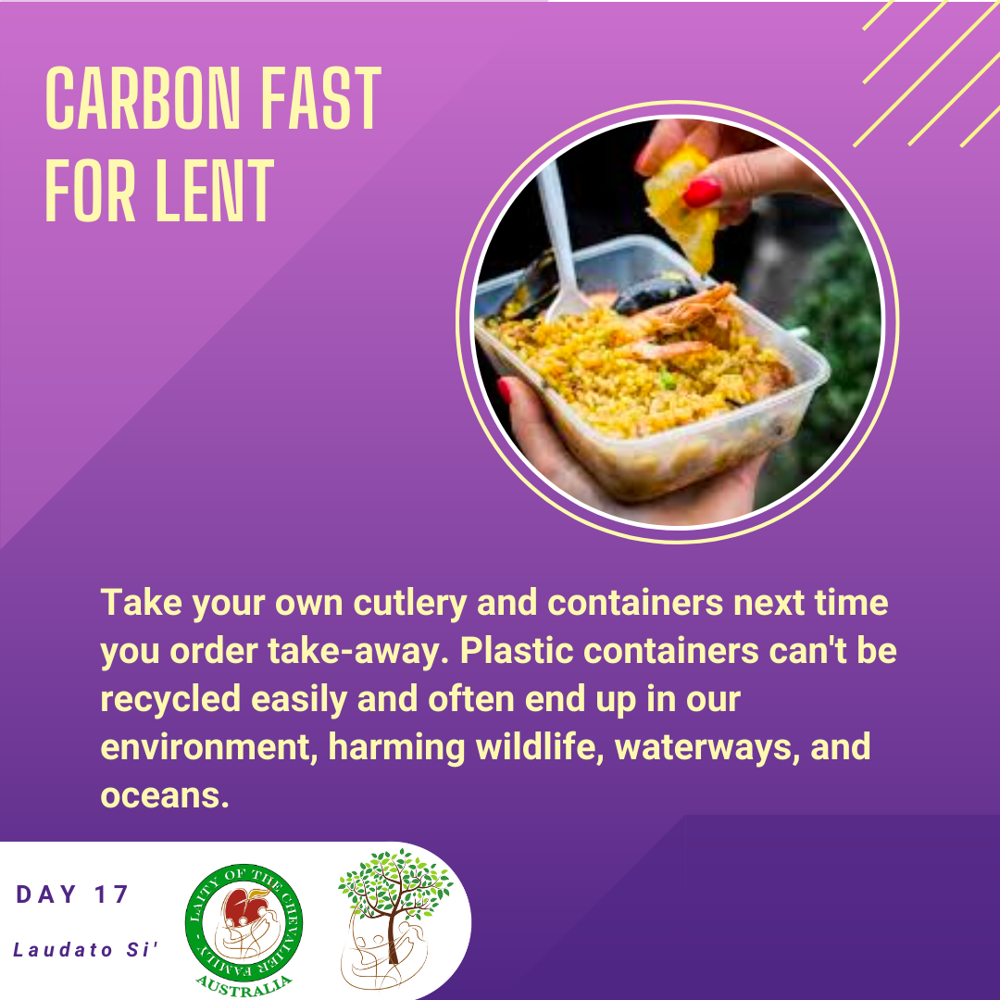 CARBON FAST
FOR LENT
Take your own cutlery and containers next time
you order take-away. Plastic containers can't be
recycled easily and often end up in our
environment, harming wildlife, waterways, and
oceans.
DAY 17
Laudato Si'
LAITY OF THE CHEVALIER FAMILY -
AUSTRALIA